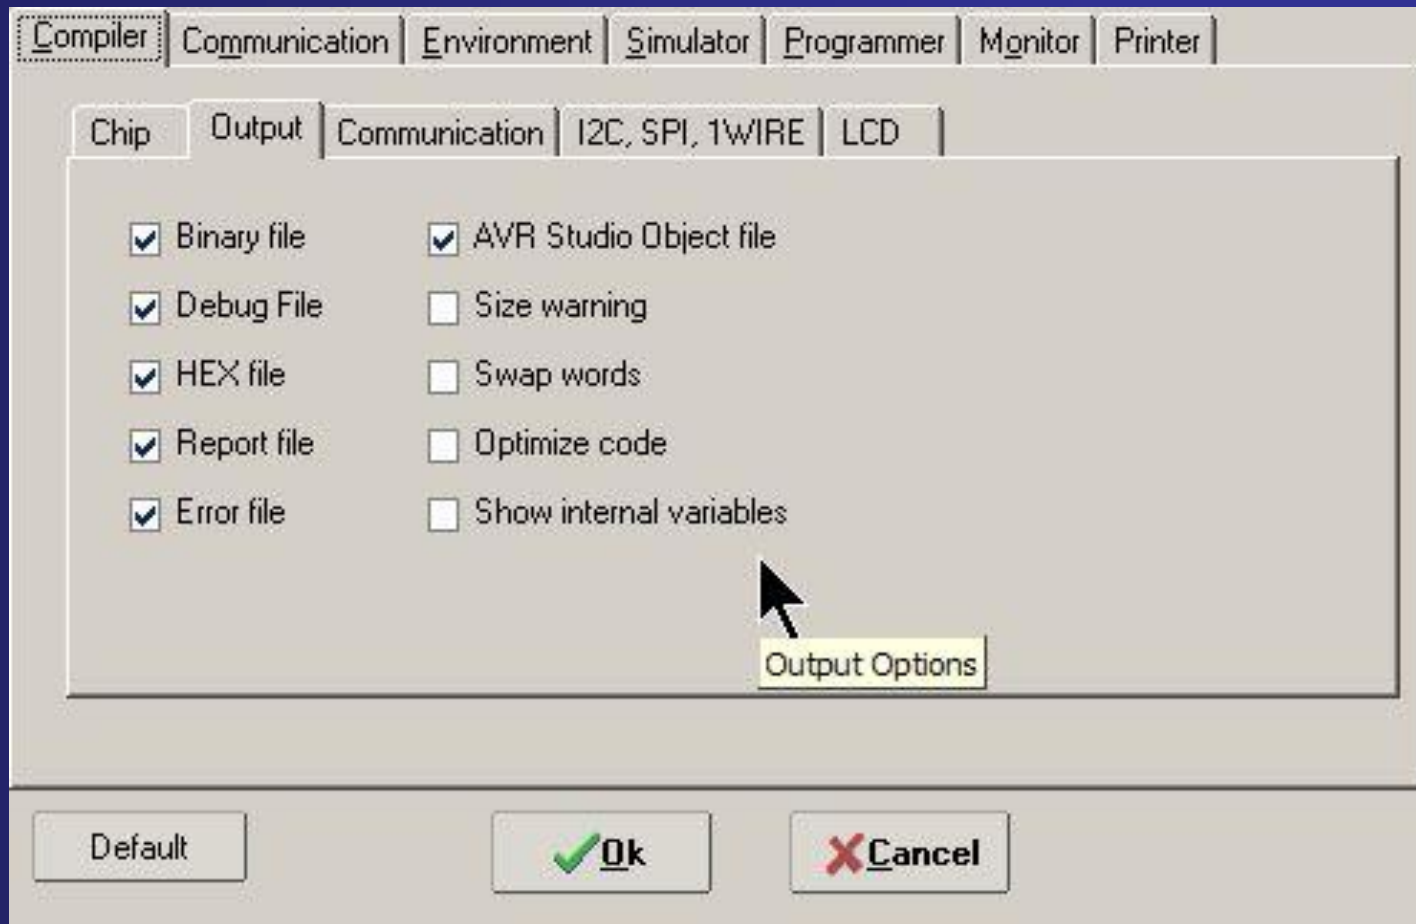 Compiler Communication Environment Simulator Programmer Monitor Printer
Chip Output Communication I2C, SPI, 1WIRE LCD
Binary file AVR Studio Object file
Debug File Size warning
HEX file Swap words
Report file Optimize code
Error file Show internal variables
Output Options
Default Ok Cancel